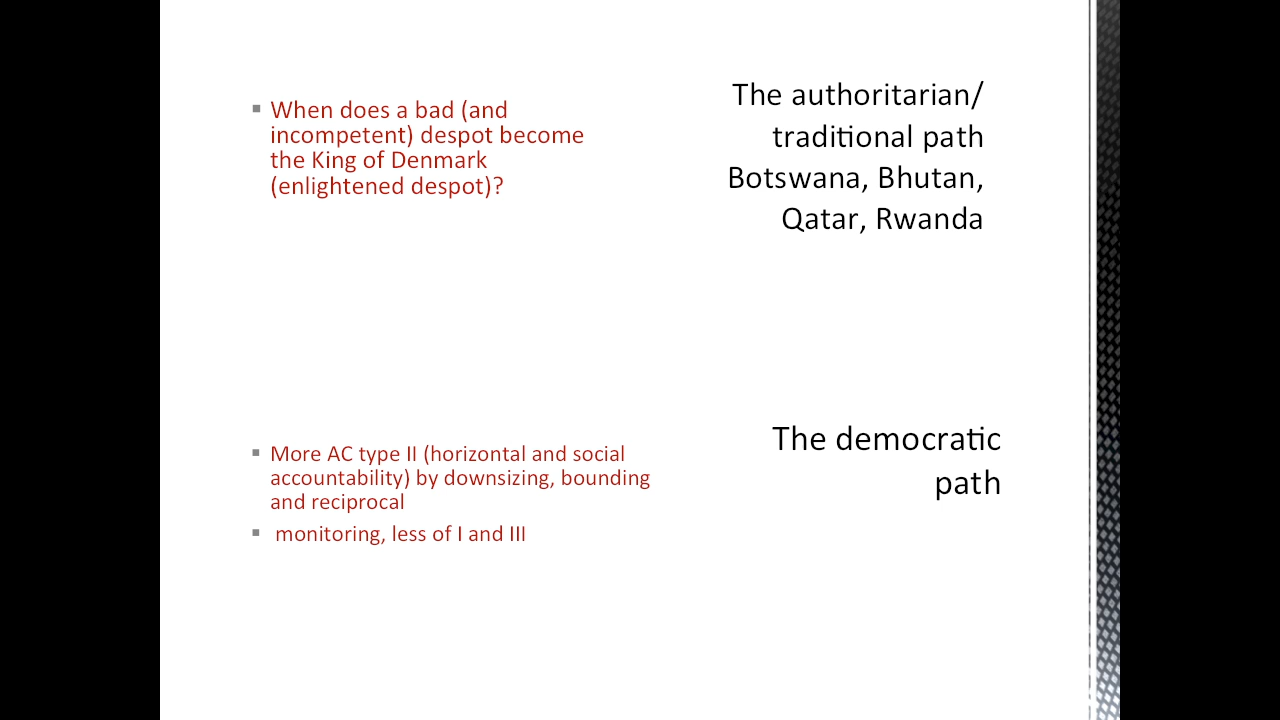 ▪ When does a bad (and
incompetent) despot become
the King of Denmark
(enlightened despot)?
The authoritarian/
traditional path
Botswana, Bhutan,
Qatar, Rwanda
▪ More AC type II (horizontal and social
accountability) by downsizing, bounding
and reciprocal
▪ monitoring, less of I and III
The democratic
path